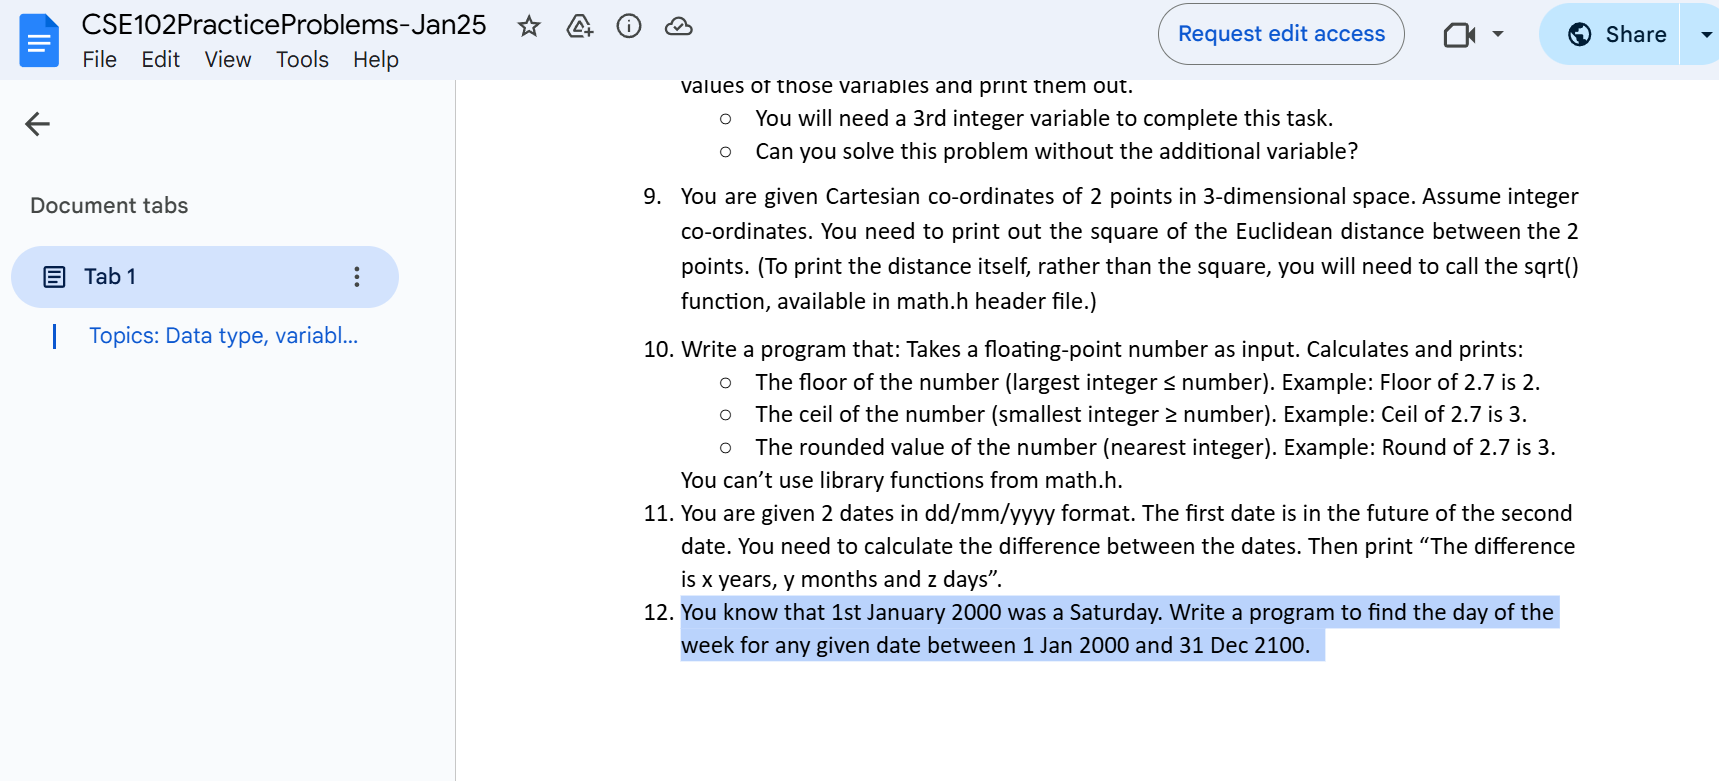 CSE102PracticeProblems-Jan25
File Edit View Tools Help
Request edit access
Share
Document tabs
Tab 1
Topics: Data type, variabl...
values of those variables and print them out.
○ You will need a 3rd integer variable to complete this task.
○ Can you solve this problem without the additional variable?
9. You are given Cartesian co-ordinates of 2 points in 3-dimensional space. Assume integer
co-ordinates. You need to print out the square of the Euclidean distance between the 2
points. (To print the distance itself, rather than the square, you will need to call the sqrt()
function, available in math.h header file.)
10. Write a program that: Takes a floating-point number as input. Calculates and prints:
○ The floor of the number (largest integer ≤ number). Example: Floor of 2.7 is 2.
○ The ceil of the number (smallest integer ≥ number). Example: Ceil of 2.7 is 3.
○ The rounded value of the number (nearest integer). Example: Round of 2.7 is 3.
You can’t use library functions from math.h.
11. You are given 2 dates in dd/mm/yyyy format. The first date is in the future of the second
date. You need to calculate the difference between the dates. Then print “The difference
is x years, y months and z days”.
12. You know that 1st January 2000 was a Saturday. Write a program to find the day of the
week for any given date between 1 Jan 2000 and 31 Dec 2100.